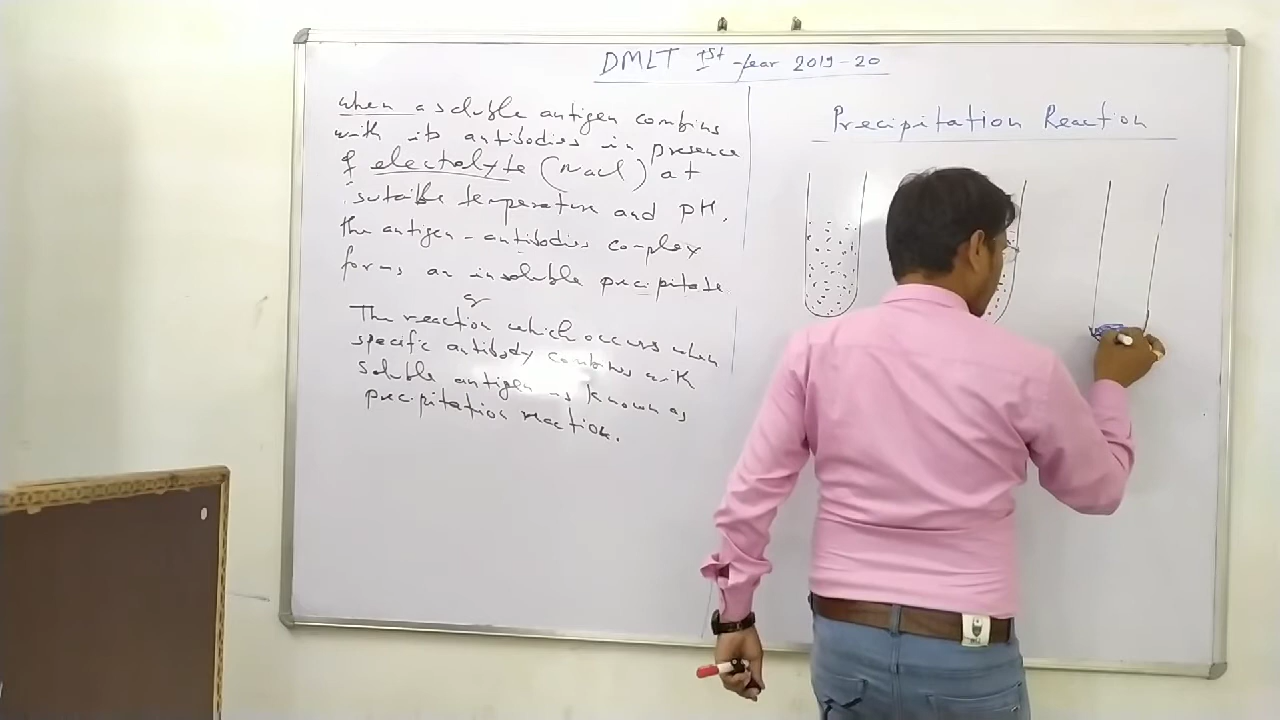 DMLT 1st year 2019-20
when a soluble antigen combins
with its antibodies in presence
of electrolyte (Nacl) at
suitable temperature and PH,
the antigen-antibodies complex
forms an insoluble precipitate
or
The reaction which occurs when
specific antibody combines with
soluble antigen is known as
precipitation reaction.
Precipitation Reaction